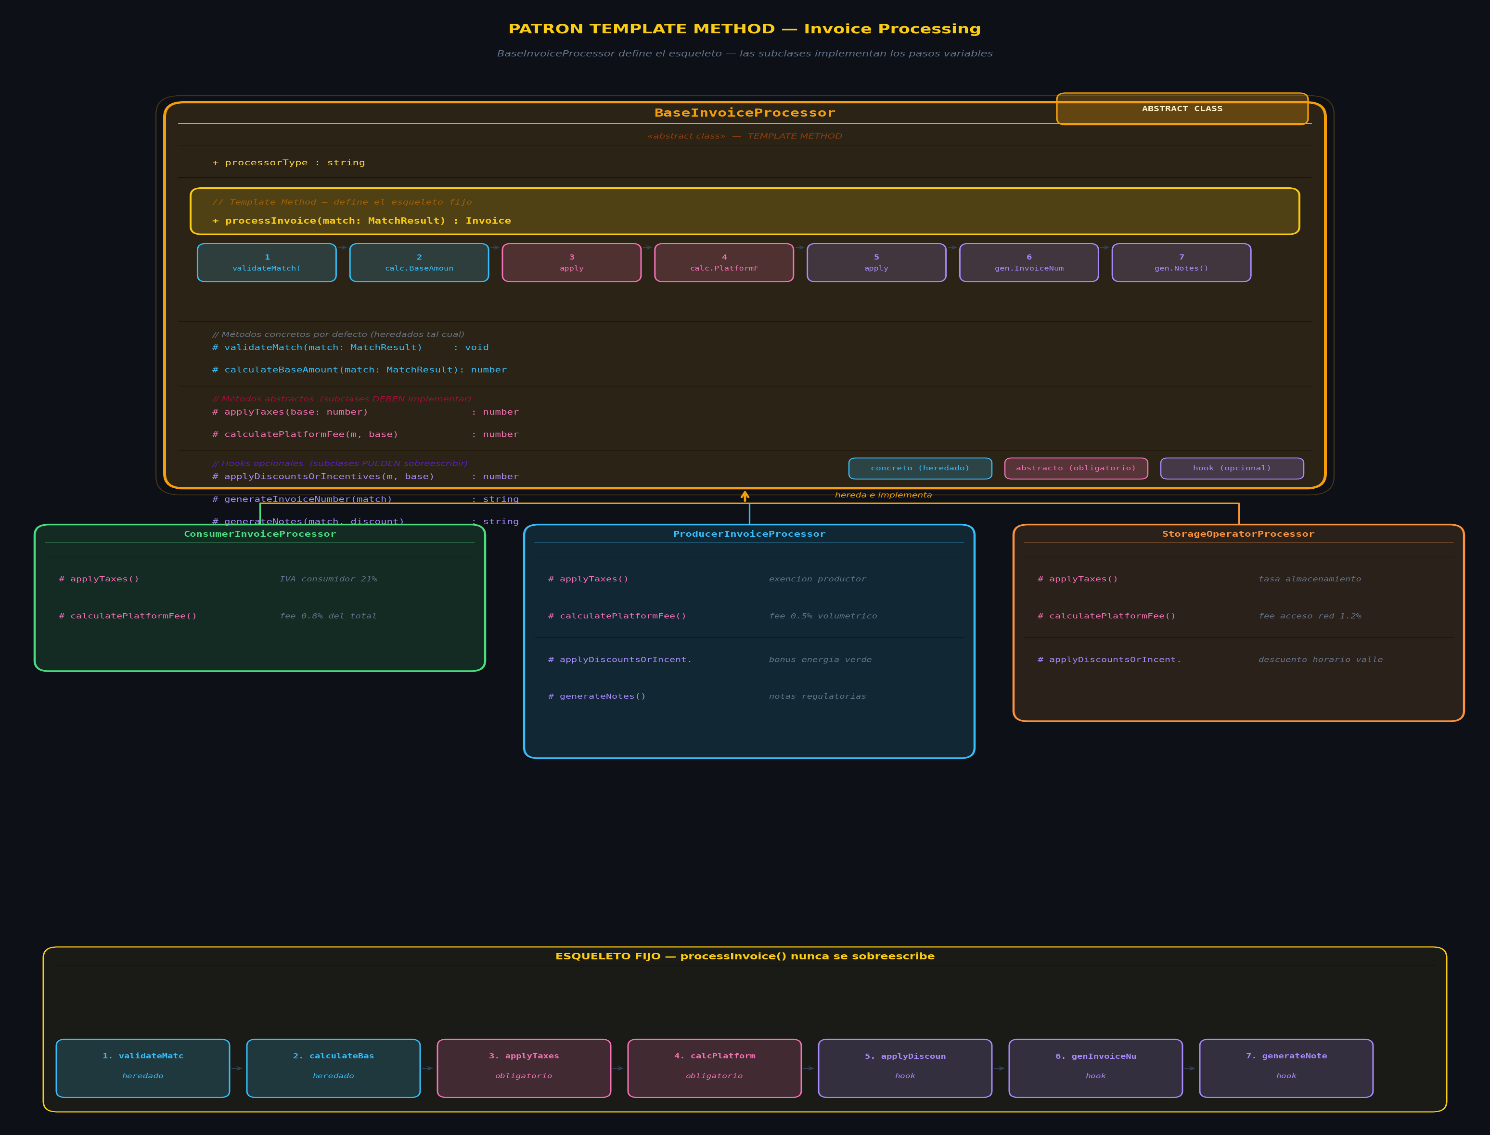 PATRON TEMPLATE METHOD — Invoice Processing
BaseInvoiceProcessor define el esqueleto — las subclases implementan los pasos variables
BaseInvoiceProcessor
ABSTRACT CLASS
«abstract class» — TEMPLATE METHOD
+ processorType : string
// Template Method — define el esqueleto fijo
+ processInvoice(match: MatchResult) : Invoice
1
validateMatch(
2
calc.BaseAmoun
3
apply
4
calc.PlatformF
5
apply
6
gen.InvoiceNum
7
gen.Notes()
// Métodos concretos por defecto (heredados tal cual)
# validateMatch(match: MatchResult) : void
# calculateBaseAmount(match: MatchResult): number
// Métodos abstractos (subclases DEBEN implementar)
# applyTaxes(base: number) : number
# calculatePlatformFee(m, base) : number
// Hooks opcionales (subclases PUEDEN sobreescribir)
# applyDiscountsOrIncentives(m, base) : number
# generateInvoiceNumber(match) : string
# generateNotes(match, discount) : string
concreto (heredado)
abstracto (obligatorio)
hook (opcional)
hereda e implementa
ConsumerInvoiceProcessor
# applyTaxes() IVA consumidor 21%
# calculatePlatformFee() fee 0.8% del total
ProducerInvoiceProcessor
# applyTaxes() exencion productor
# calculatePlatformFee() fee 0.5% volumetrico
# applyDiscountsOrIncent. bonus energia verde
# generateNotes() notas regulatorias
StorageOperatorProcessor
# applyTaxes() tasa almacenamiento
# calculatePlatformFee() fee acceso red 1.2%
# applyDiscountsOrIncent. descuento horario valle
ESQUELETO FIJO — processInvoice() nunca se sobreescribe
1. validateMatc
heredado
2. calculateBas
heredado
3. applyTaxes
obligatorio
4. calcPlatform
obligatorio
5. applyDiscoun
hook
6. genInvoiceNu
hook
7. generateNote
hook